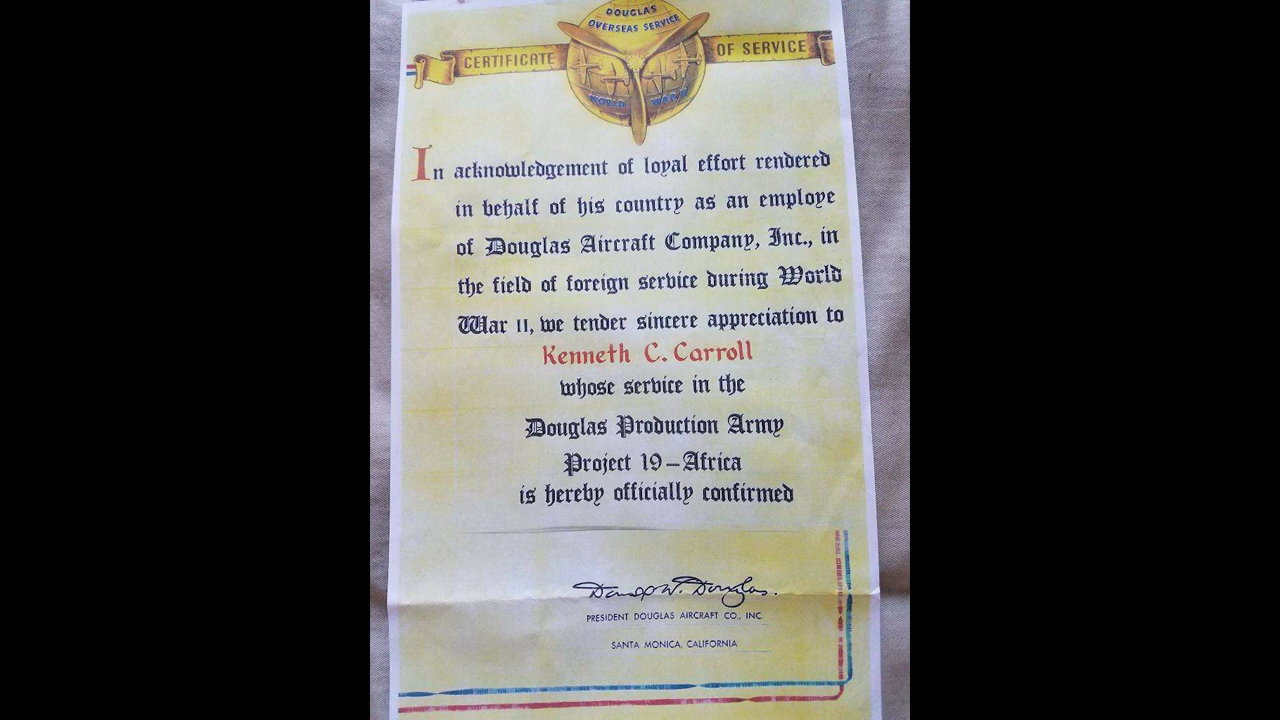 DOUGLAS
OVERSEAS SERVICE
CERTIFICATE OF SERVICE
WORLD WAR II
In acknowledgement of loyal effort rendered
in behalf of his country as an employe
of Douglas Aircraft Company, Inc., in
the field of foreign service during World
War II, we tender sincere appreciation to
Kenneth C. Carroll
whose service in the
Douglas Production Army
Project 19 – Africa
is hereby officially confirmed
Donald W. Douglas.
PRESIDENT DOUGLAS AIRCRAFT CO., INC.
SANTA MONICA, CALIFORNIA